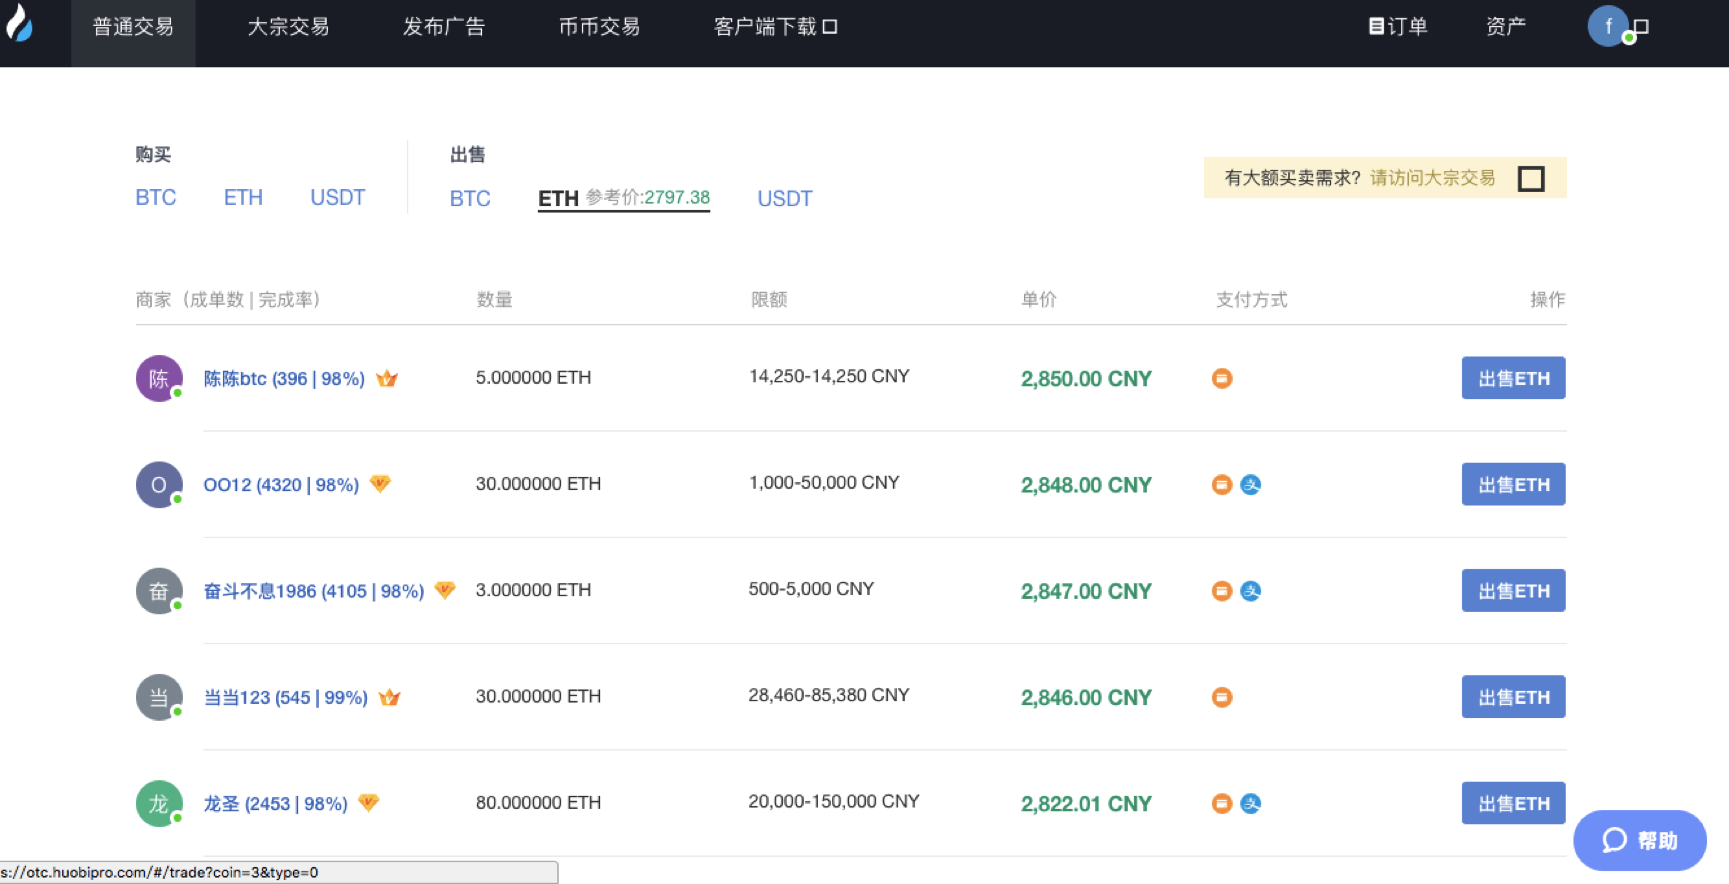 普通交易 大宗交易 发布广告 币币交易 客户端下载 订单 资产 f
购买 出售
有大额买卖需求？请访问大宗交易
BTC ETH USDT BTC ETH 参考价:2797.38 USDT
商家（成单数 | 完成率） 数量 限额 单价 支付方式 操作
陈 陈陈btc (396 | 98%) 5.000000 ETH 14,250-14,250 CNY 2,850.00 CNY 出售ETH
O OO12 (4320 | 98%) 30.000000 ETH 1,000-50,000 CNY 2,848.00 CNY 支 出售ETH
奋 奋斗不息1986 (4105 | 98%) 3.000000 ETH 500-5,000 CNY 2,847.00 CNY 支 出售ETH
当 当当123 (545 | 99%) 30.000000 ETH 28,460-85,380 CNY 2,846.00 CNY 出售ETH
龙 龙圣 (2453 | 98%) 80.000000 ETH 20,000-150,000 CNY 2,822.01 CNY 支 出售ETH
帮助
s://otc.huobipro.com/#/trade?coin=3&type=0